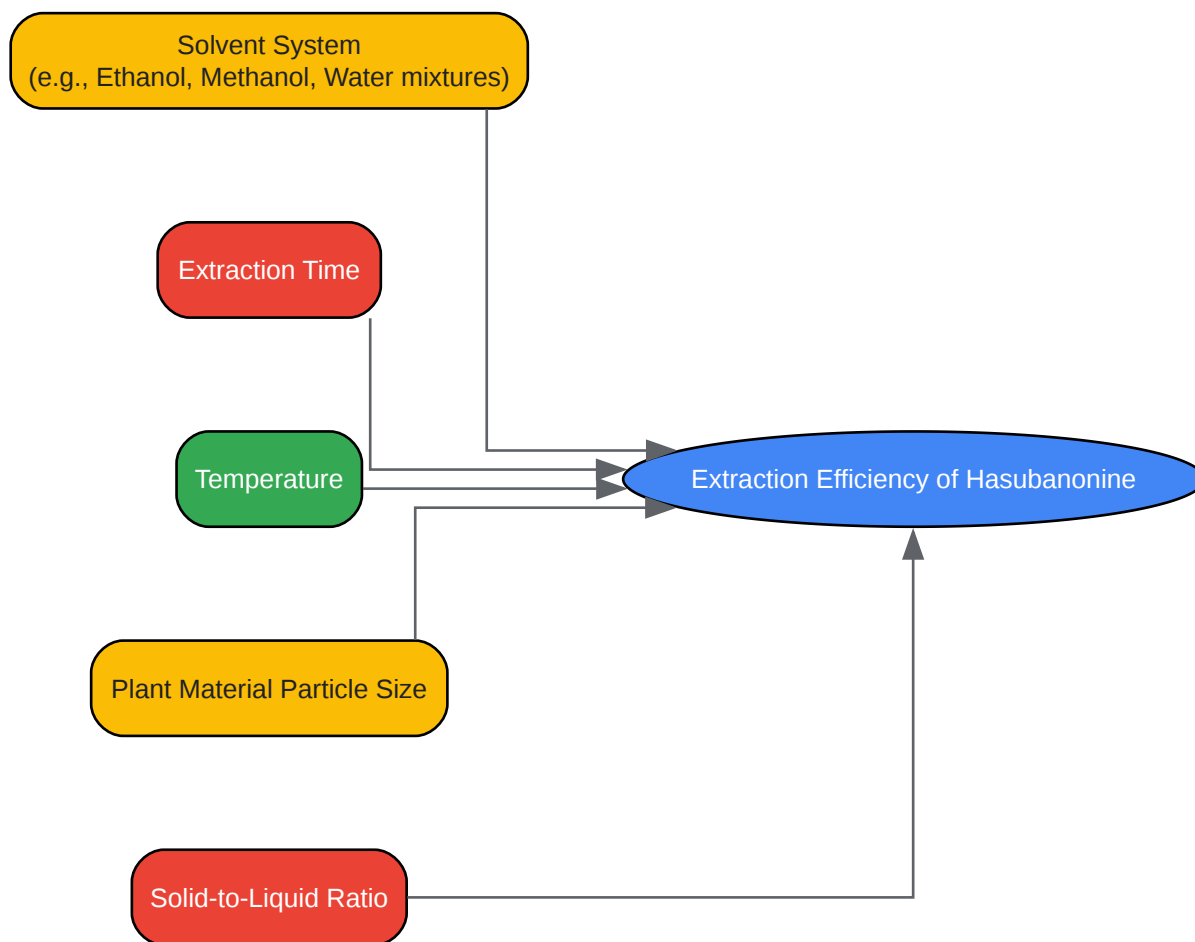 Solvent System
(e.g., Ethanol, Methanol, Water mixtures)
Extraction Time
Temperature
Extraction Efficiency of Hasubanonine
Plant Material Particle Size
Solid-to-Liquid Ratio